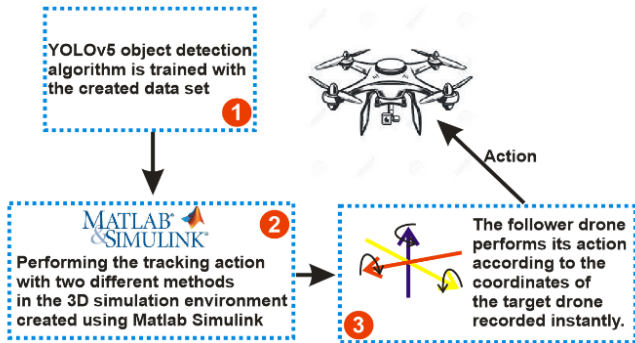 YOLOv5 object detection
algorithm is trained with
the created data set
1
MATLAB®
&SIMULINK®
2
Performing the tracking action
with two different methods
in the 3D simulation environment
created using Matlab Simulink
The follower drone
performs its action
according to the
coordinates of
the target drone
recorded instantly.
3
Action